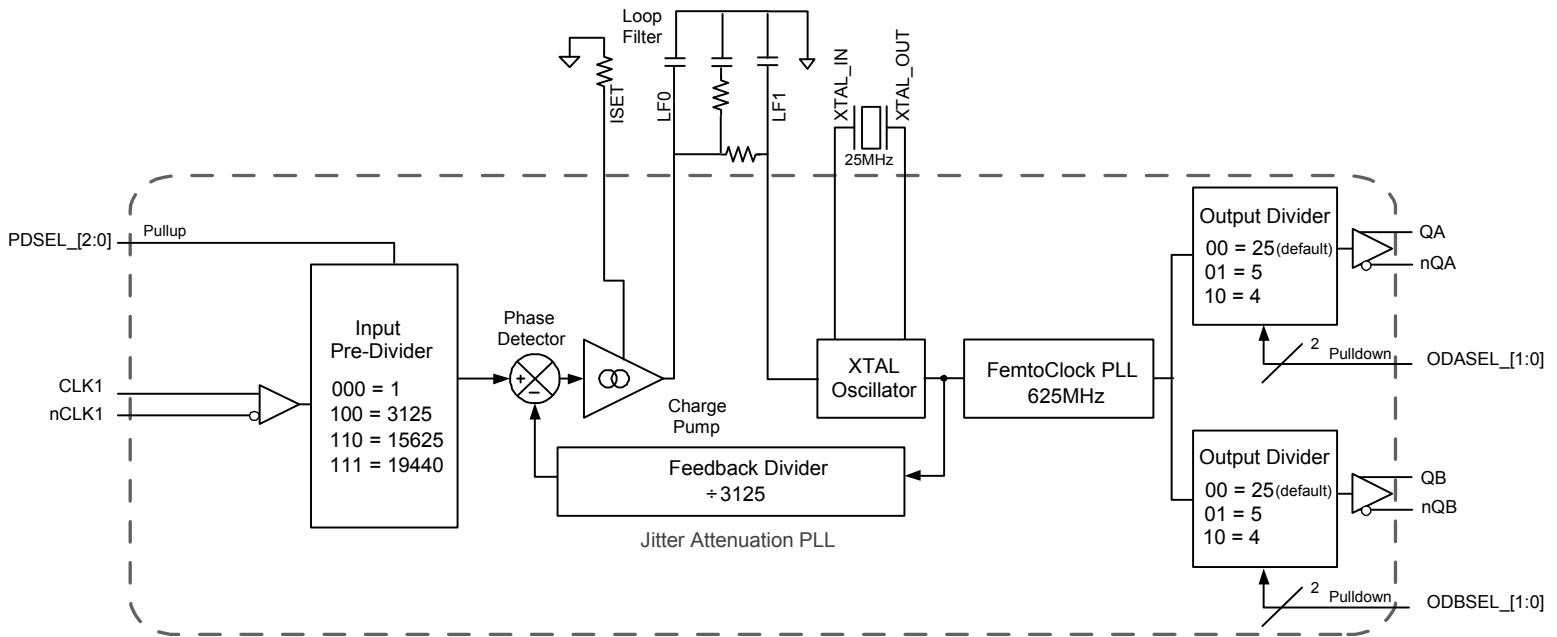 Loop
Filter
ISET
LF0
LF1
XTAL_IN
XTAL_OUT
25MHz
PDSEL_[2:0]
Pullup
Input
Pre-Divider
000 = 1
100 = 3125
110 = 15625
111 = 19440
CLK1
nCLK1
Phase
Detector
+
–
Charge
Pump
Feedback Divider
÷3125
Jitter Attenuation PLL
XTAL
Oscillator
FemtoClock PLL
625MHz
Output Divider
00 = 25(default)
01 = 5
10 = 4
QA
nQA
2
Pulldown
ODASEL_[1:0]
Output Divider
00 = 25(default)
01 = 5
10 = 4
QB
nQB
2
Pulldown
ODBSEL_[1:0]